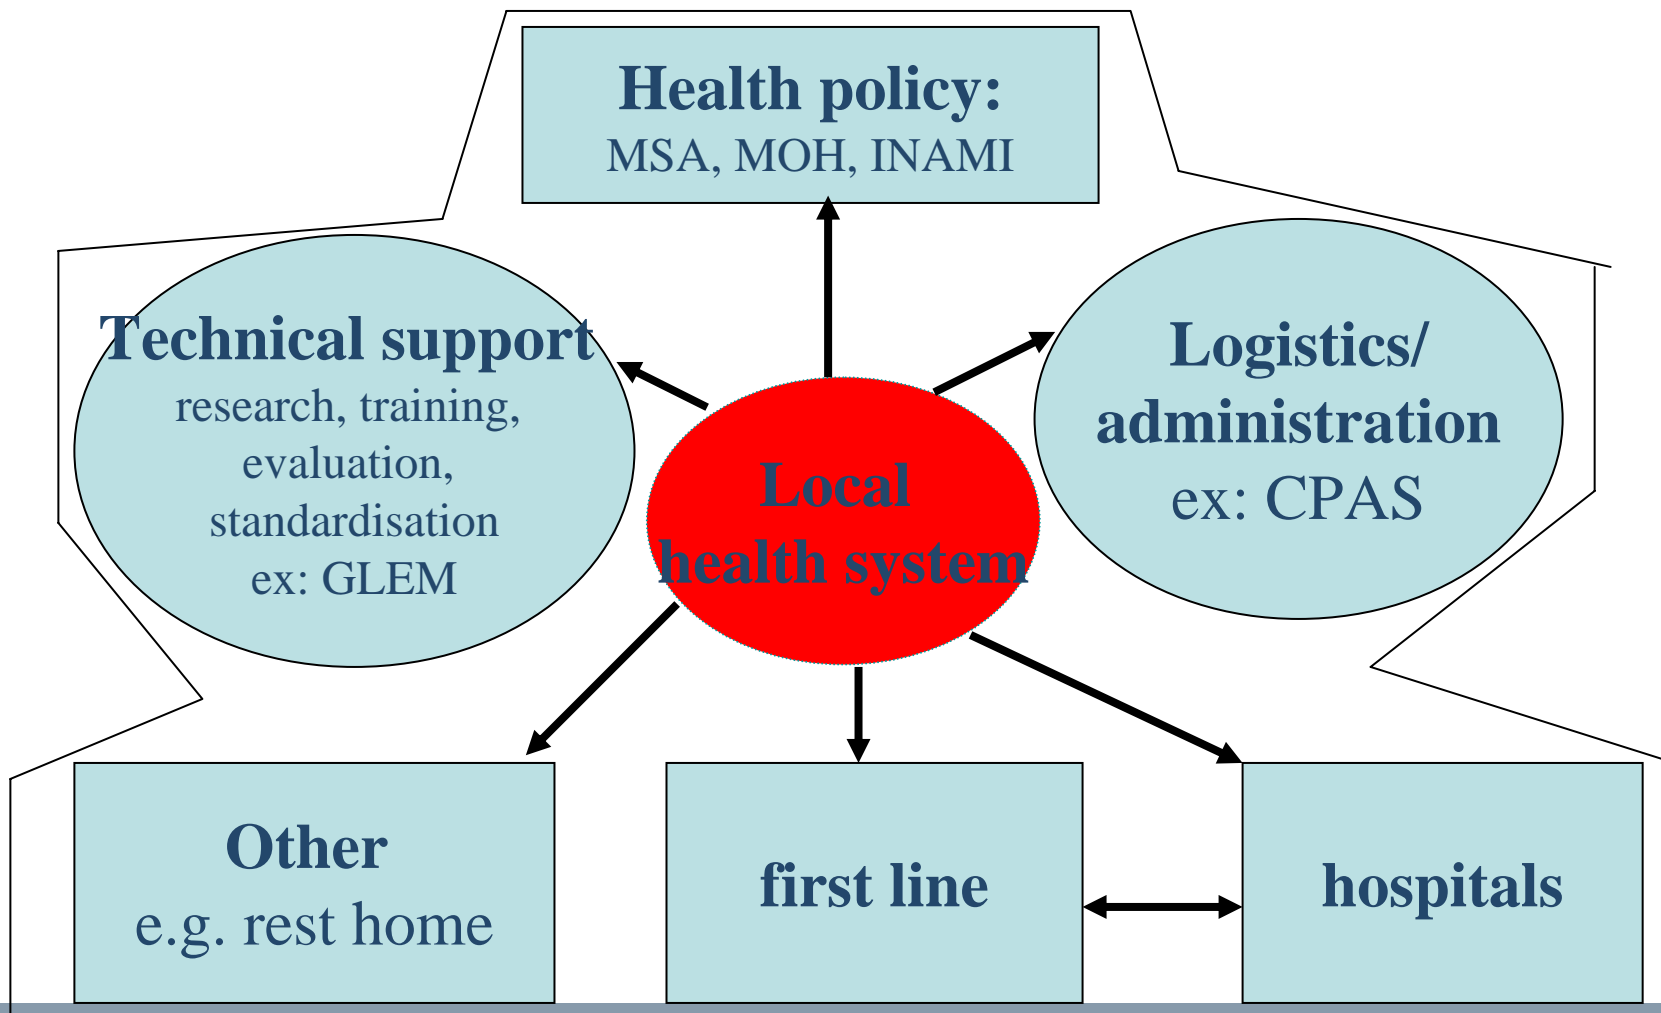 Health policy:
MSA, MOH, INAMI
Technical support
research, training,
evaluation,
standardisation
ex: GLEM
Logistics/
administration
ex: CPAS
Local
health system
Other
e.g. rest home
first line
hospitals